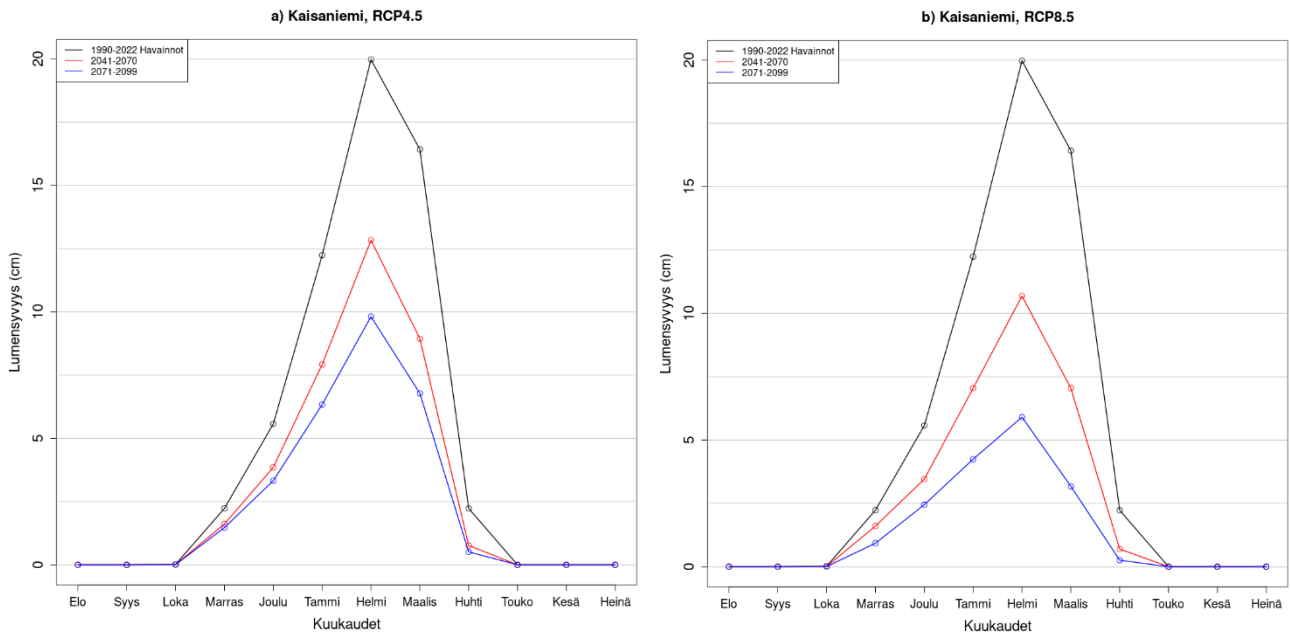 a) Kaisaniemi, RCP4.5
1990-2022 Havainnot
2041-2070
2071-2099
Lumensyvyys (cm)
20
15
10
5
0
Elo Syys Loka Marras Joulu Tammi Helmi Maalis Huhti Touko Kesä Heinä
Kuukaudet
b) Kaisaniemi, RCP8.5
1990-2022 Havainnot
2041-2070
2071-2099
Lumensyvyys (cm)
20
15
10
5
0
Elo Syys Loka Marras Joulu Tammi Helmi Maalis Huhti Touko Kesä Heinä
Kuukaudet